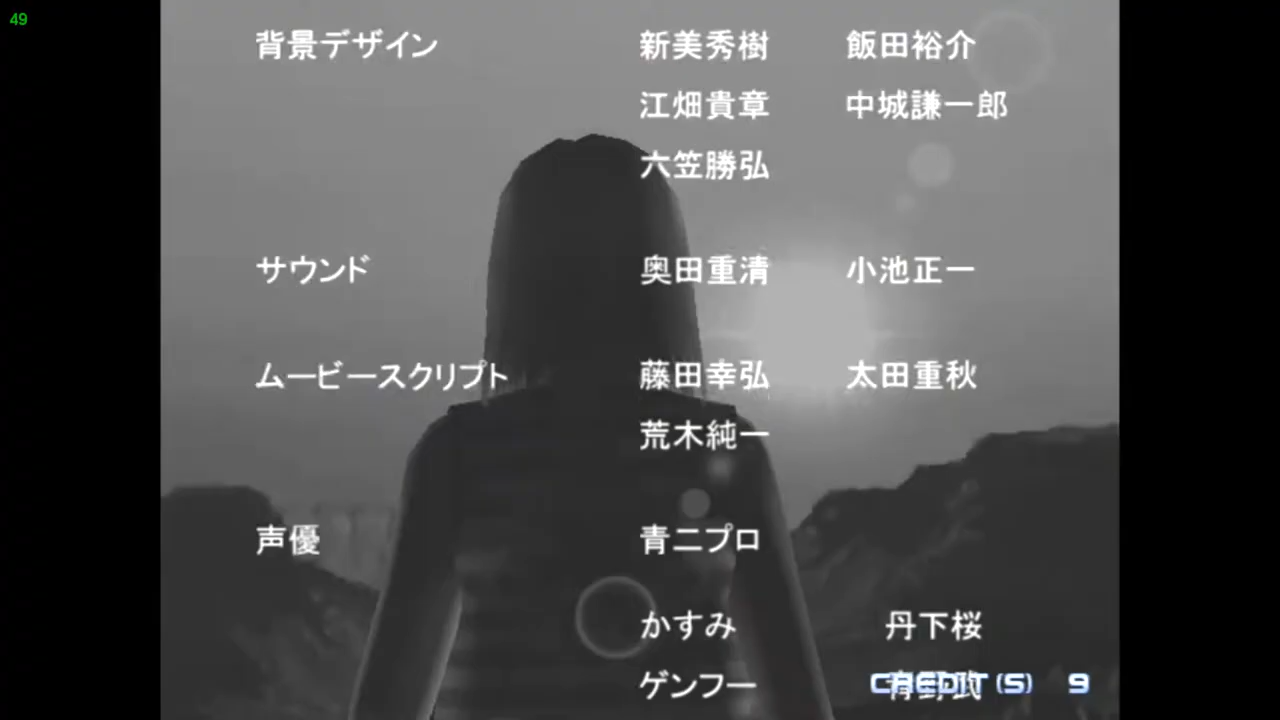 49
背景デザイン 新美秀樹 飯田裕介
江畑貴章 中城謙一郎
六笠勝弘
サウンド 奥田重清 小池正一
ムービースクリプト 藤田幸弘 太田重秋
荒木純一
声優 青二プロ
かすみ 丹下桜
ゲンフー
CREDIT(S) 9